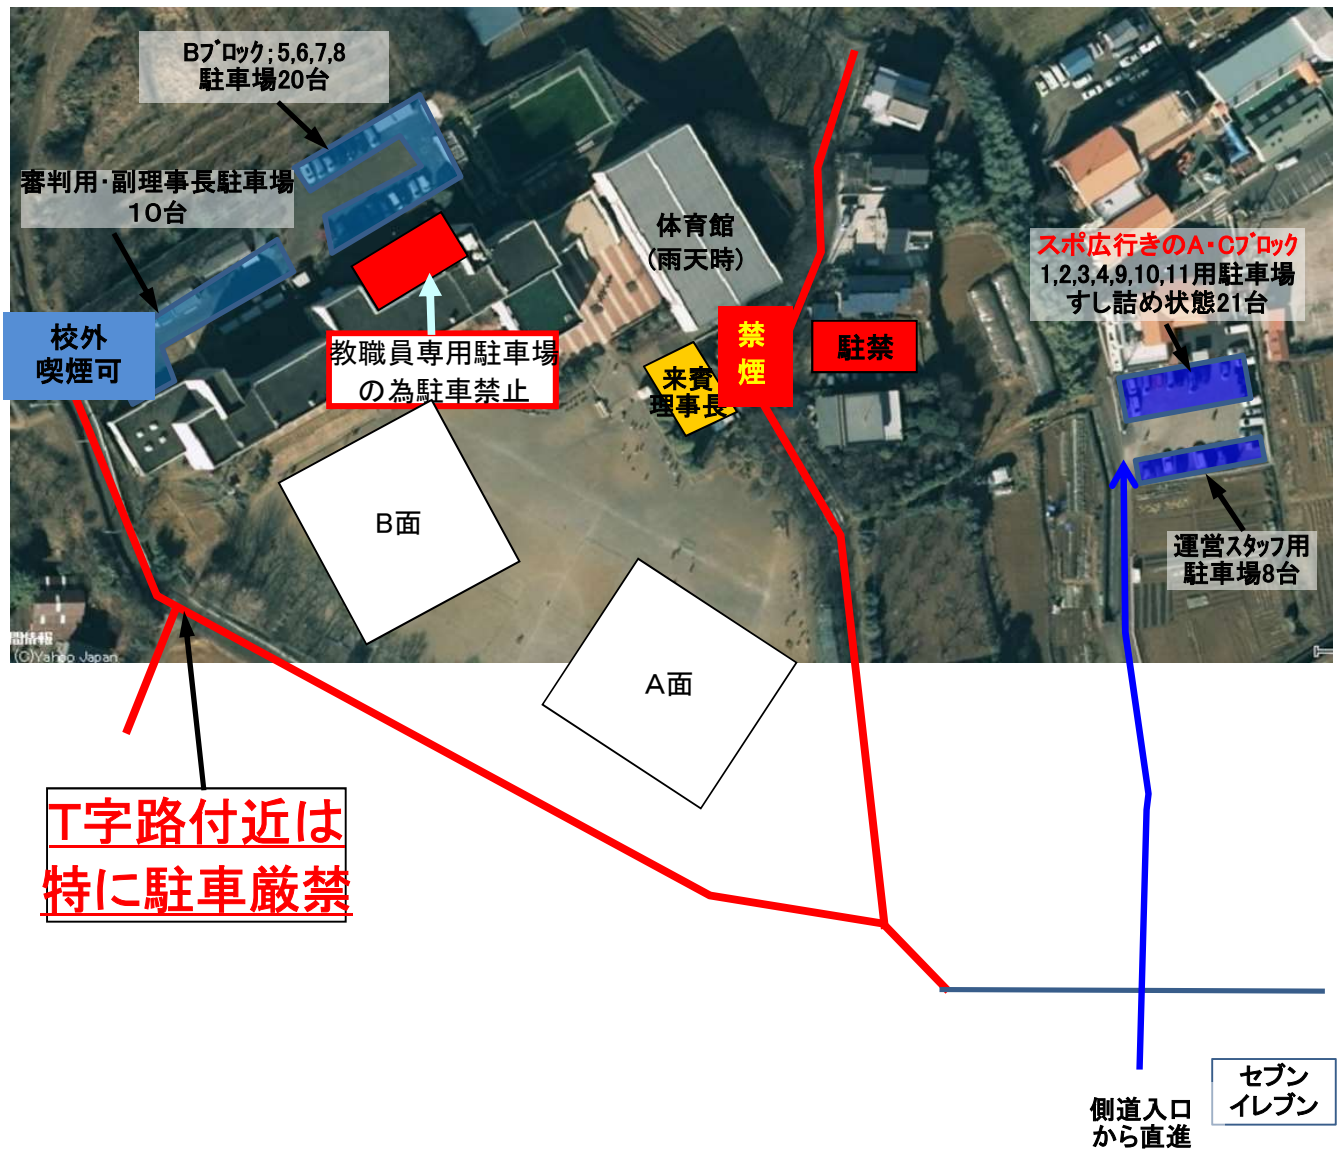 Bブロック;5,6,7,8
駐車場20台
審判用・副理事長駐車場
10台
校外
喫煙可
教職員専用駐車場
の為駐車禁止
体育館
(雨天時)
禁
煙
駐禁
来賓
理事長
スポ広行きのA・Cブロック
1,2,3,4,9,10,11用駐車場
すし詰め状態21台
運営スタッフ用
駐車場8台
B面
A面
(C)Yahoo Japan
T字路付近は
特に駐車厳禁
側道入口
から直進
セブン
イレブン